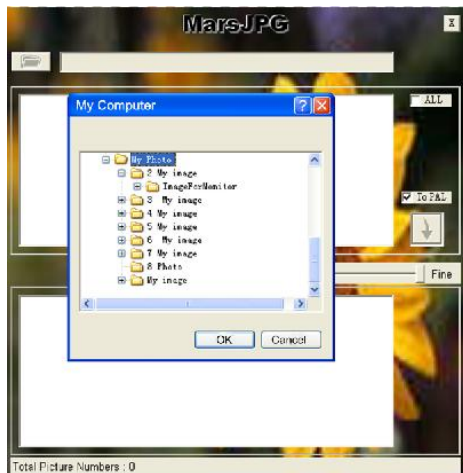 MarsJPG
X
ALL
My Computer
?
X
My Photo
2 My image
ImageForMonitor
3 My image
4 My image
5 My image
6 My image
7 My image
8 Photo
My image
To PAL
Fine
OK
Cancel
Total Picture Numbers : 0